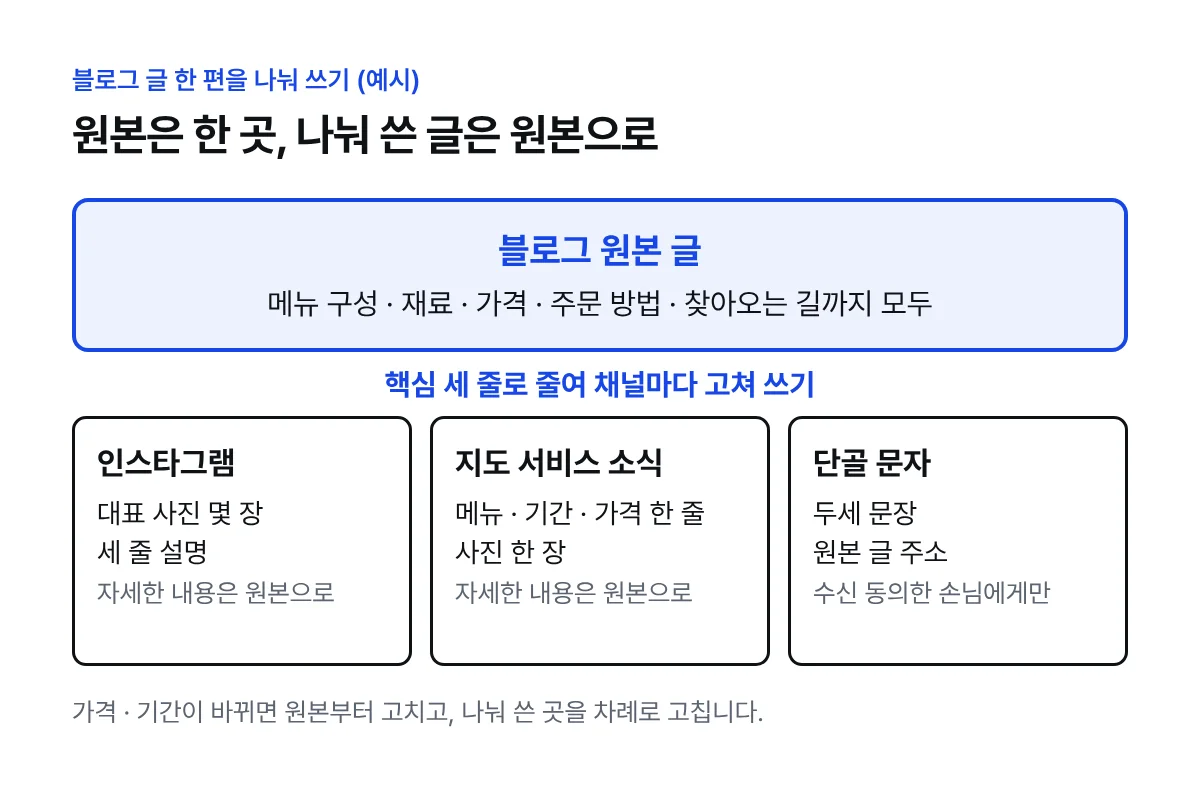 블로그 글 한 편을 나눠 쓰기 (예시)
원본은 한 곳, 나눠 쓴 글은 원본으로
블로그 원본 글
메뉴 구성 · 재료 · 가격 · 주문 방법 · 찾아오는 길까지 모두
핵심 세 줄로 줄여 채널마다 고쳐 쓰기
인스타그램
대표 사진 몇 장
세 줄 설명
자세한 내용은 원본으로
지도 서비스 소식
메뉴 · 기간 · 가격 한 줄
사진 한 장
자세한 내용은 원본으로
단골 문자
두세 문장
원본 글 주소
수신 동의한 손님에게만
가격 · 기간이 바뀌면 원본부터 고치고, 나눠 쓴 곳을 차례로 고칩니다.